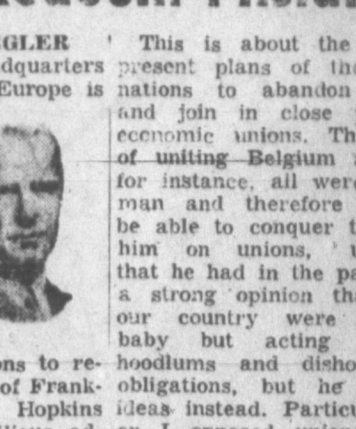 GLER
dquarters
Europe is
ons to re-
of Frank-
Hopkins
This is about the
present plans of the
nations to abandon
and join in close
economic unions. Th
of uniting Belgium
for instance, all were
man and therefore
be able to conquer t
him on unions, u
that he had in the pa
a strong opinion tha
our country were
baby but acting
hoodlums and disho
obligations, but he
ideas instead. Particu